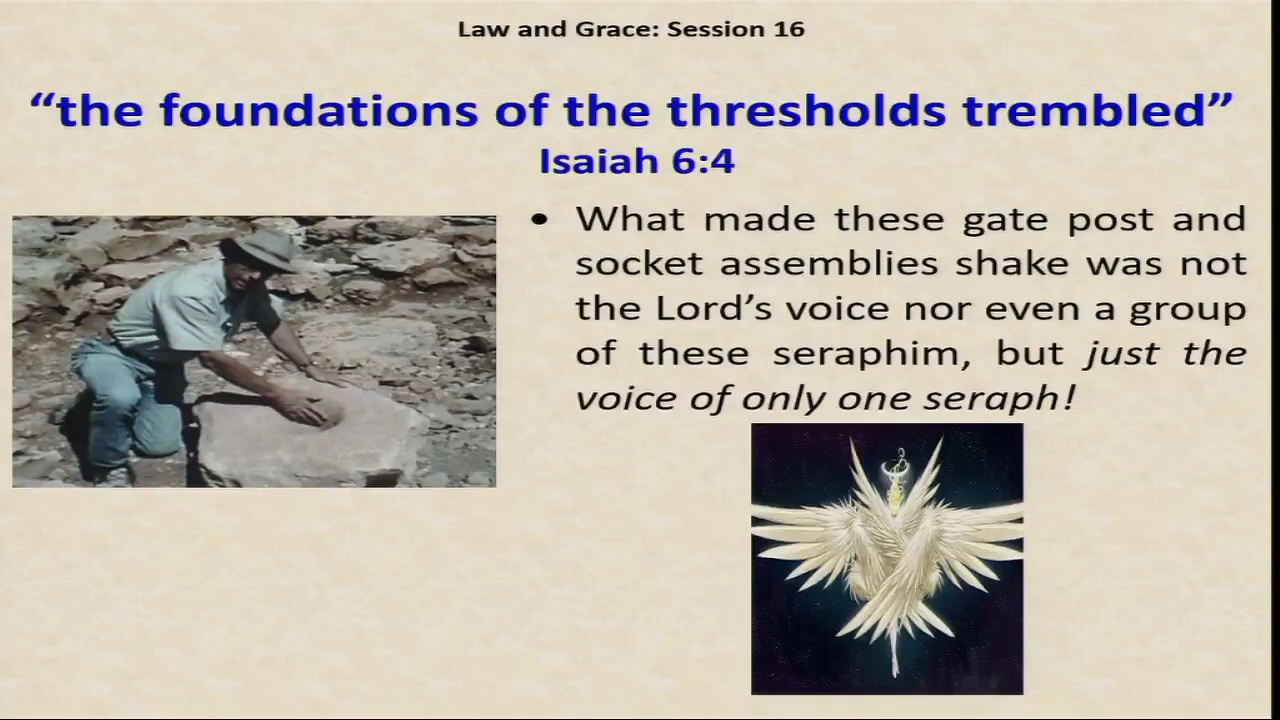 Law and Grace: Session 16
“the foundations of the thresholds trembled”
Isaiah 6:4
• What made these gate post and
socket assemblies shake was not
the Lord’s voice nor even a group
of these seraphim, but just the
voice of only one seraph!